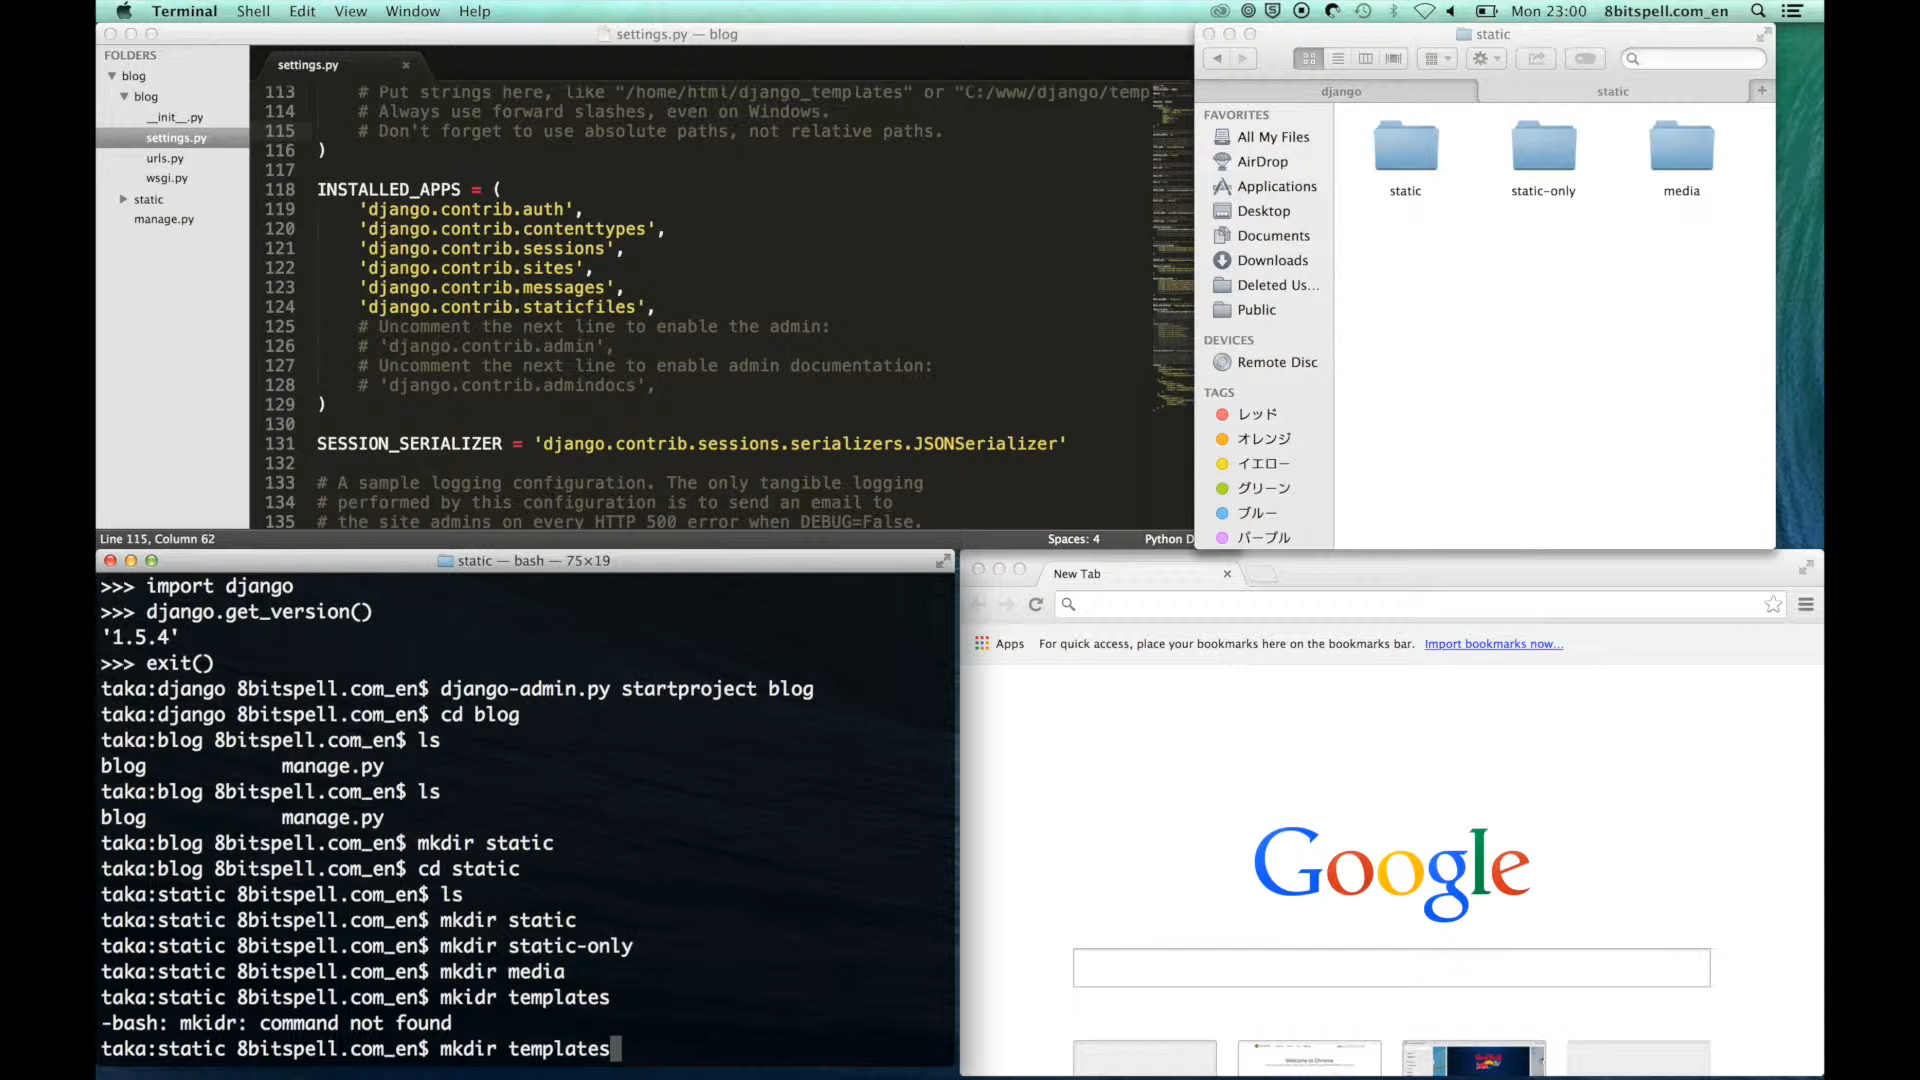 Terminal Shell Edit View Window Help
Mon 23:00 8bitspell.com_en
settings.py — blog
FOLDERS
blog
blog
__init__.py
settings.py
urls.py
wsgi.py
static
manage.py
settings.py
113 # Put strings here, like "/home/html/django_templates" or "C:/www/django/temp
114 # Always use forward slashes, even on Windows.
115 # Don't forget to use absolute paths, not relative paths.
116 )
117
118 INSTALLED_APPS = (
119 'django.contrib.auth',
120 'django.contrib.contenttypes',
121 'django.contrib.sessions',
122 'django.contrib.sites',
123 'django.contrib.messages',
124 'django.contrib.staticfiles',
125 # Uncomment the next line to enable the admin:
126 # 'django.contrib.admin',
127 # Uncomment the next line to enable admin documentation:
128 # 'django.contrib.admindocs',
129 )
130
131 SESSION_SERIALIZER = 'django.contrib.sessions.serializers.JSONSerializer'
132
133 # A sample logging configuration. The only tangible logging
134 # performed by this configuration is to send an email to
135 # the site admins on every HTTP 500 error when DEBUG=False.
Line 115, Column 62 Spaces: 4 Python D
static
django static
FAVORITES
All My Files
AirDrop
Applications
Desktop
Documents
Downloads
Deleted Us...
Public
DEVICES
Remote Disc
TAGS
レッド
オレンジ
イエロー
グリーン
ブルー
パープル
static static-only media
static — bash — 75×19
>>> import django
>>> django.get_version()
'1.5.4'
>>> exit()
taka:django 8bitspell.com_en$ django-admin.py startproject blog
taka:django 8bitspell.com_en$ cd blog
taka:blog 8bitspell.com_en$ ls
blog manage.py
taka:blog 8bitspell.com_en$ ls
blog manage.py
taka:blog 8bitspell.com_en$ mkdir static
taka:blog 8bitspell.com_en$ cd static
taka:static 8bitspell.com_en$ ls
taka:static 8bitspell.com_en$ mkdir static
taka:static 8bitspell.com_en$ mkdir static-only
taka:static 8bitspell.com_en$ mkdir media
taka:static 8bitspell.com_en$ mkidr templates
-bash: mkidr: command not found
taka:static 8bitspell.com_en$ mkdir templates
New Tab
Apps For quick access, place your bookmarks here on the bookmarks bar. Import bookmarks now...
Google
Welcome to Chrome